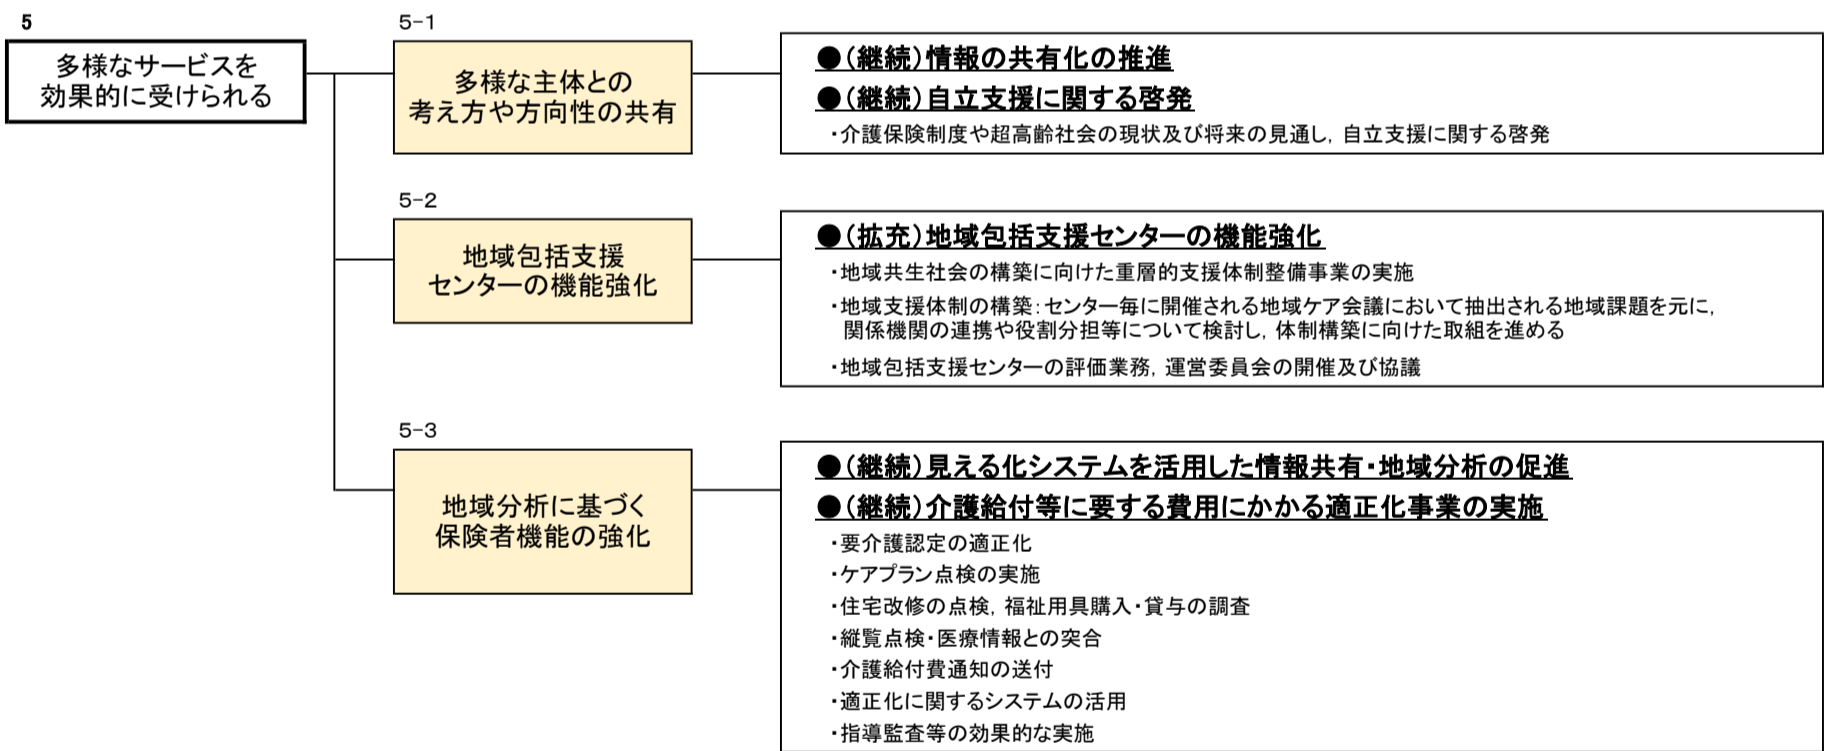 5
多様なサービスを
効果的に受けられる
5-1
多様な主体との
考え方や方向性の共有
●(継続)情報の共有化の推進
●(継続)自立支援に関する啓発
・介護保険制度や超高齢社会の現状及び将来の見通し, 自立支援に関する啓発
5-2
地域包括支援
センターの機能強化
●(拡充)地域包括支援センターの機能強化
・地域共生社会の構築に向けた重層的支援体制整備事業の実施
・地域支援体制の構築：センター毎に開催される地域ケア会議において抽出される地域課題を元に,
関係機関の連携や役割分担等について検討し, 体制構築に向けた取組を進める
・地域包括支援センターの評価業務, 運営委員会の開催及び協議
5-3
地域分析に基づく
保険者機能の強化
●(継続)見える化システムを活用した情報共有・地域分析の促進
●(継続)介護給付等に要する費用にかかる適正化事業の実施
・要介護認定の適正化
・ケアプラン点検の実施
・住宅改修の点検, 福祉用具購入・貸与の調査
・縦覧点検・医療情報との突合
・介護給付費通知の送付
・適正化に関するシステムの活用
・指導監査等の効果的な実施